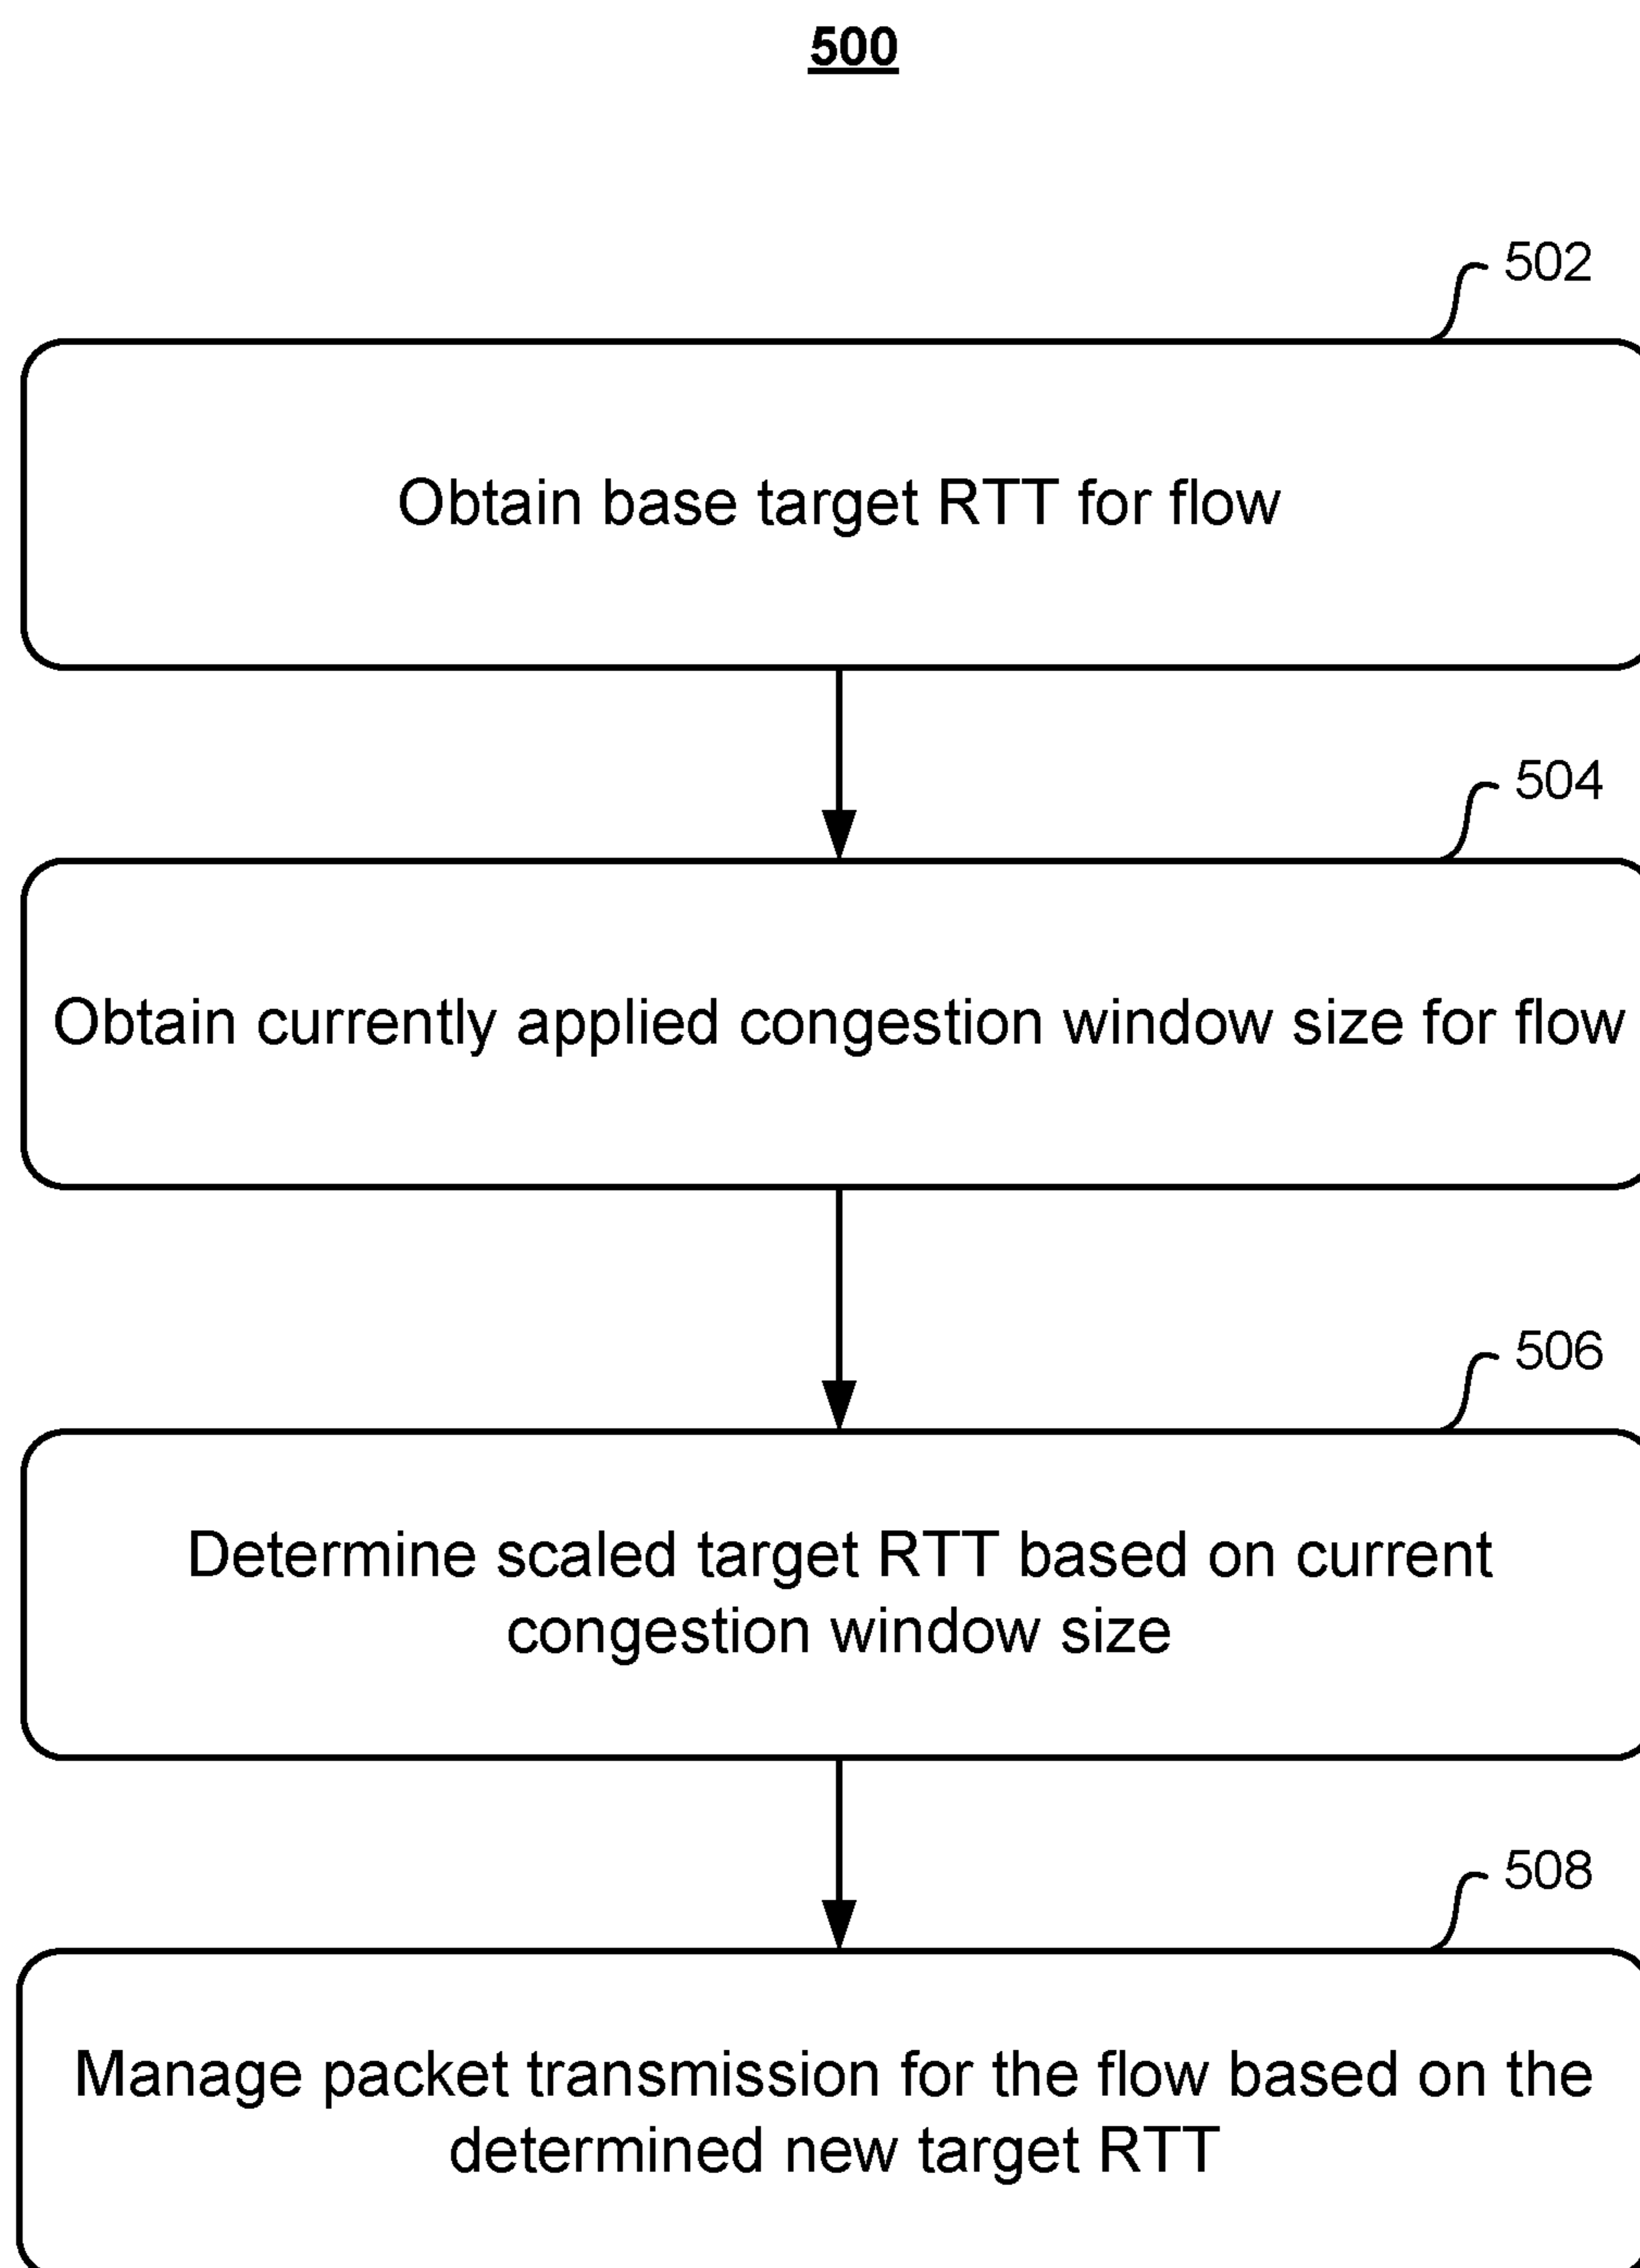 500
502
Obtain base target RTT for flow
504
Obtain currently applied congestion window size for flow
506
Determine scaled target RTT based on current
congestion window size
508
Manage packet transmission for the flow based on the
determined new target RTT